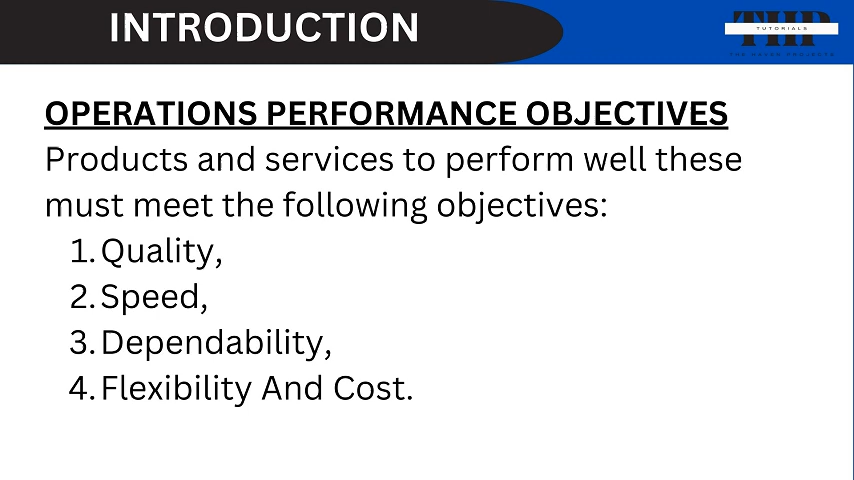 INTRODUCTION
THP
TUTORIALS
OPERATIONS PERFORMANCE OBJECTIVES
Products and services to perform well these
must meet the following objectives:
1. Quality,
2. Speed,
3. Dependability,
4. Flexibility And Cost.